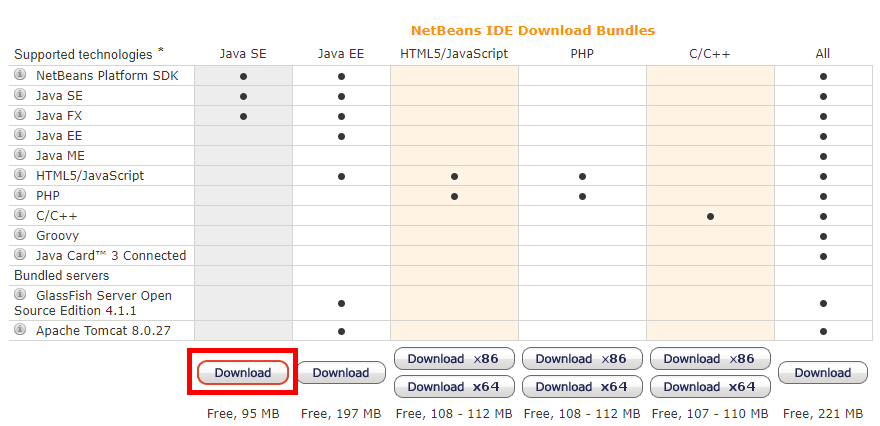 NetBeans IDE Download Bundles
Supported technologies * Java SE Java EE HTML5/JavaScript PHP C/C++ All
NetBeans Platform SDK
Java SE
Java FX
Java EE
Java ME
HTML5/JavaScript
PHP
C/C++
Groovy
Java Card™ 3 Connected
Bundled servers
GlassFish Server Open
Source Edition 4.1.1
Apache Tomcat 8.0.27
Download x86 Download x86 Download x86
Download Download Download
Download x64 Download x64 Download x64
Free, 95 MB Free, 197 MB Free, 108 - 112 MB Free, 108 - 112 MB Free, 107 - 110 MB Free, 221 MB